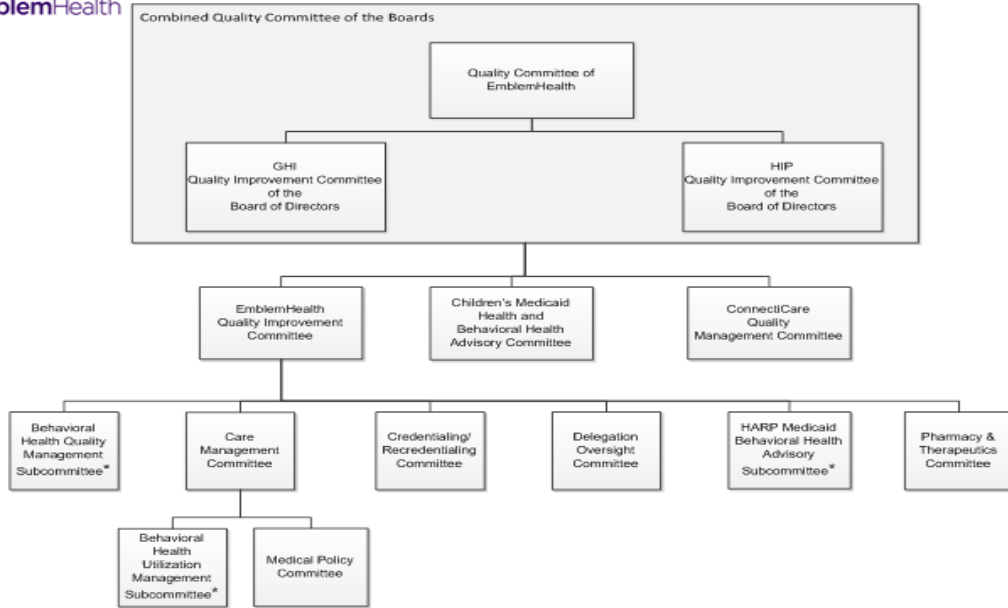 blemHealth
Combined Quality Committee of the Boards
Quality Committee of
EmblemHealth
GHI
Quality Improvement Committee
of the
Board of Directors
HIP
Quality Improvement Committee
of the
Board of Directors
EmblemHealth
Quality Improvement
Committee
Children's Medicaid
Health and
Behavioral Health
Advisory Committee
ConnectiCare
Quality
Management Committee
Behavioral
Health Quality
Management
Subcommittee*
Care
Management
Committee
Credentialing/
Recredentialing
Committee
Delegation
Oversight
Committee
HARP Medicaid
Behavioral Health
Advisory
Subcommittee*
Pharmacy &
Therapeutics
Committee
Behavioral
Health
Utilization
Management
Subcommittee*
Medical Policy
Committee